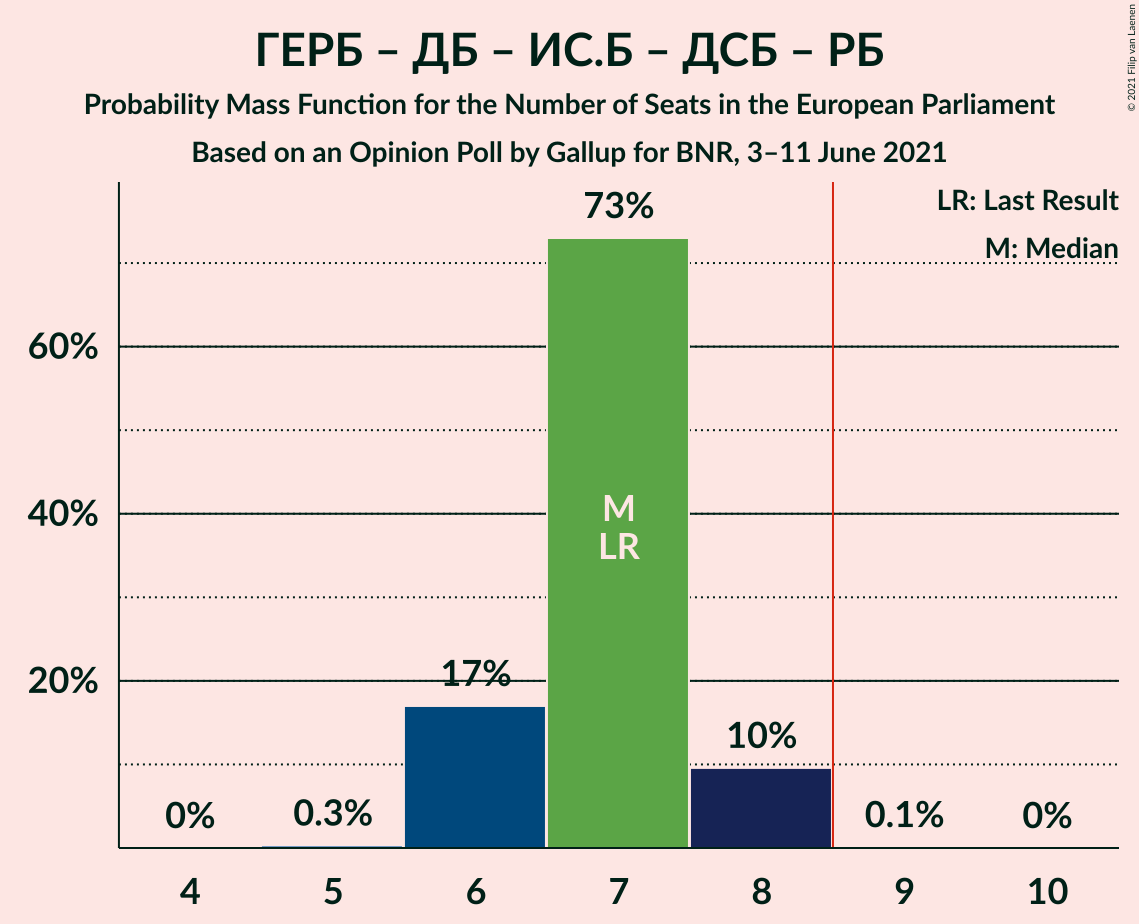 ГЕРБ – ДБ – ИС.Б – ДСБ – РБ
Probability Mass Function for the Number of Seats in the European Parliament
Based on an Opinion Poll by Gallup for BNR, 3–11 June 2021
© 2021 Filip van Laenen
LR: Last Result
M: Median
73%
60%
40%
20%
M
LR
17%
10%
0%
0.3%
0.1%
0%
4
5
6
7
8
9
10